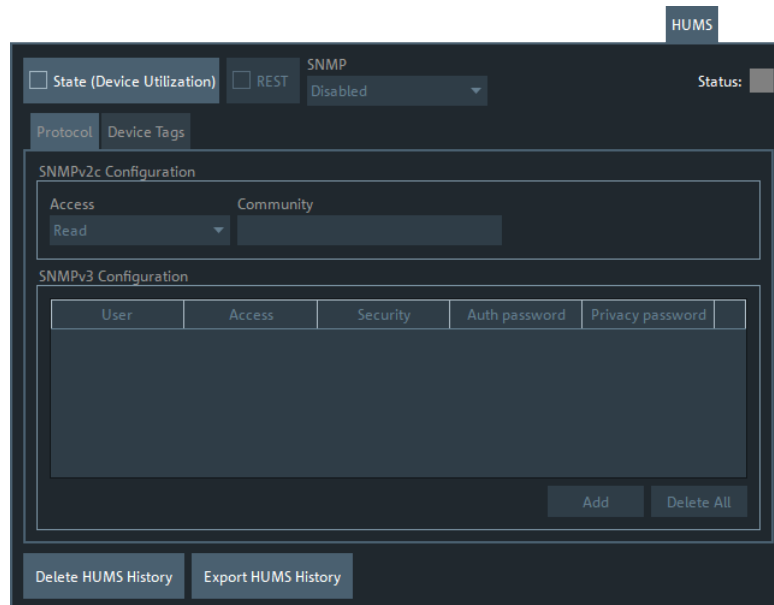 HUMS
State (Device Utilization) REST SNMP
Disabled Status:
Protocol Device Tags
SNMPv2c Configuration
Access Community
Read
SNMPv3 Configuration
User Access Security Auth password Privacy password
Add Delete All
Delete HUMS History Export HUMS History